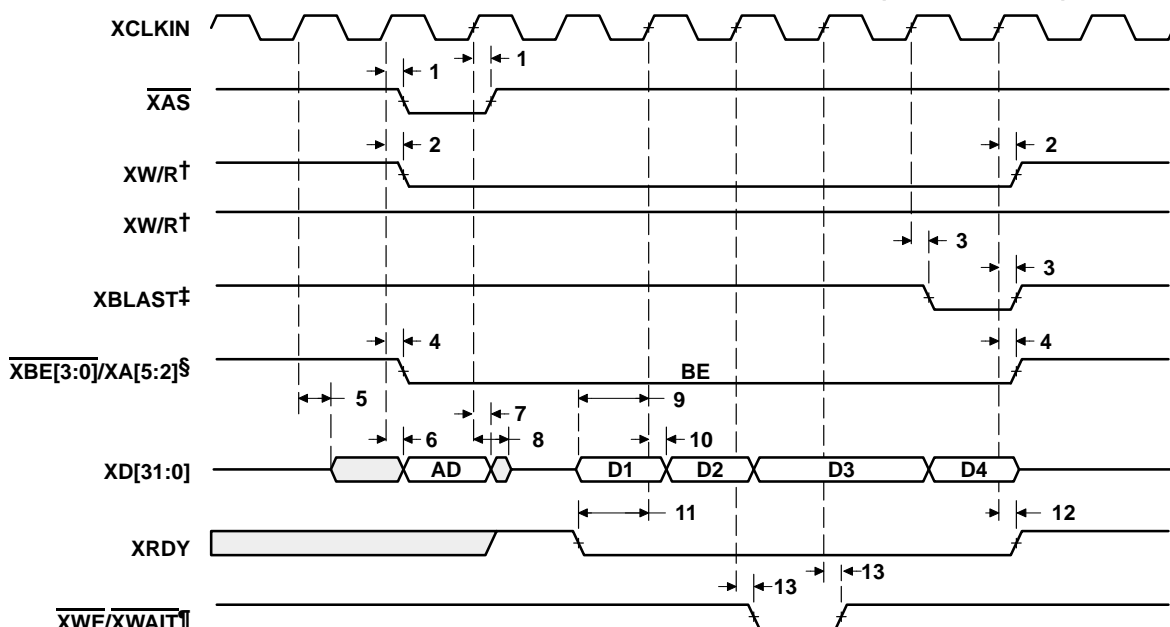 XCLKIN
1
1
XAS
2
2
XW/R†
XW/R†
3
3
XBLAST‡
4
4
XBE[3:0]/XA[5:2]§
BE
5
9
7
6
8
10
XD[31:0]
AD
D1
D2
D3
D4
11
12
XRDY
13
13
XWE/XWAIT¶